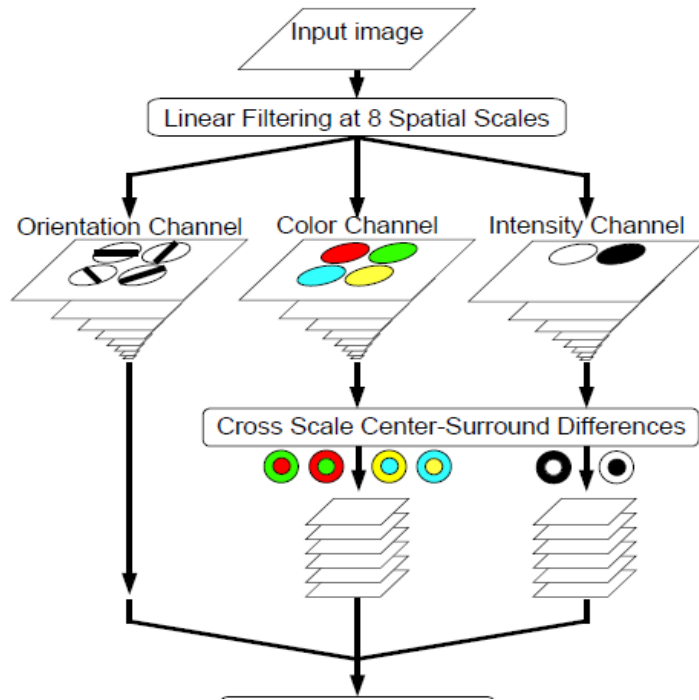 Input image
Linear Filtering at 8 Spatial Scales
Orientation Channel
Color Channel
Intensity Channel
Cross Scale Center-Surround Differences